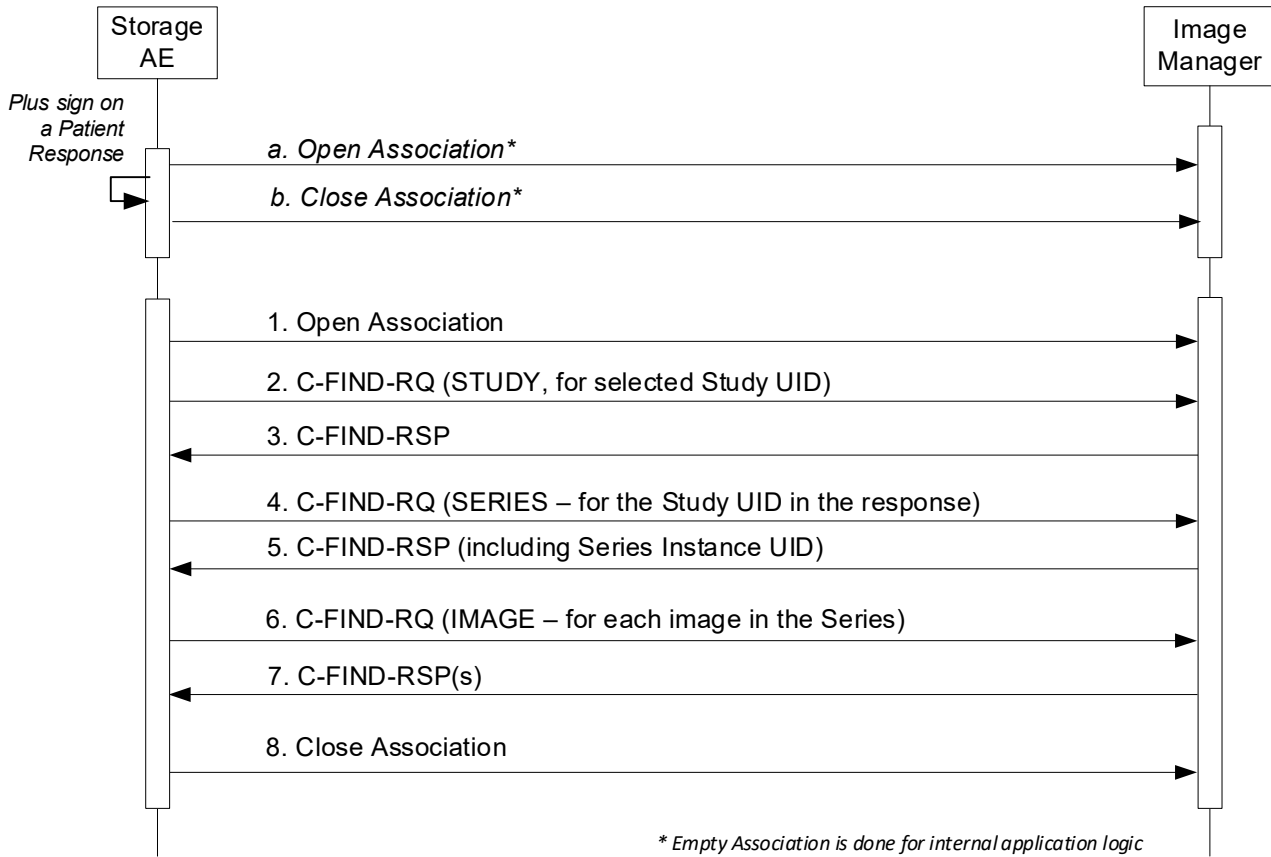 Storage
AE
Image
Manager
Plus sign on
a Patient
Response
a. Open Association*
b. Close Association*
1. Open Association
2. C-FIND-RQ (STUDY, for selected Study UID)
3. C-FIND-RSP
4. C-FIND-RQ (SERIES – for the Study UID in the response)
5. C-FIND-RSP (including Series Instance UID)
6. C-FIND-RQ (IMAGE – for each image in the Series)
7. C-FIND-RSP(s)
8. Close Association
* Empty Association is done for internal application logic